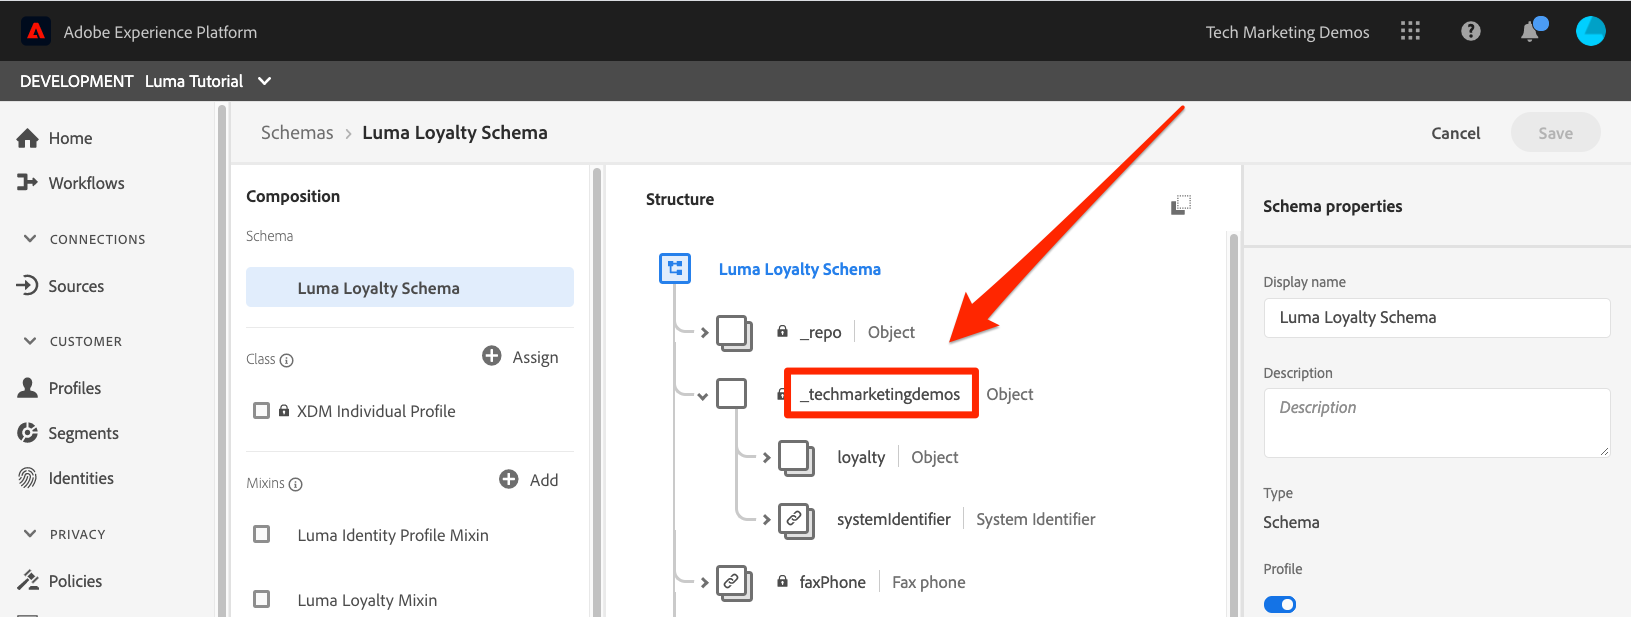 Adobe Experience Platform
Tech Marketing Demos
DEVELOPMENT Luma Tutorial
Home
Workflows
CONNECTIONS
Sources
CUSTOMER
Profiles
Segments
Identities
PRIVACY
Policies
Schemas > Luma Loyalty Schema
Cancel
Save
Composition
Schema
Luma Loyalty Schema
Class
Assign
XDM Individual Profile
Mixins
Add
Luma Identity Profile Mixin
Luma Loyalty Mixin
Structure
Luma Loyalty Schema
_repo Object
_techmarketingdemos Object
loyalty Object
systemIdentifier System Identifier
faxPhone Fax phone
Schema properties
Display name
Luma Loyalty Schema
Description
Description
Type
Schema
Profile